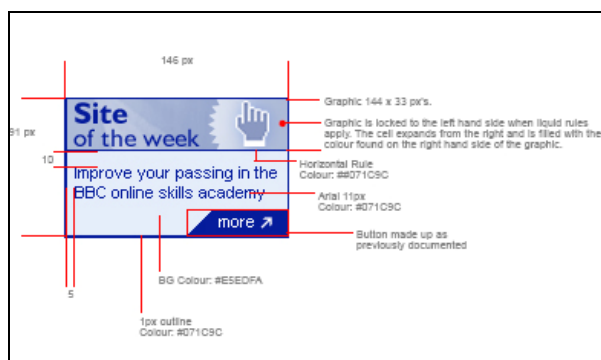 146 px
Graphic 144 x 33 px's.
Site
of the week
Graphic is locked to the left hand side when liquid rules
apply. The cell expands from the right and is filled with the
colour found on the right hand side of the graphic.
91 px
10
Horizontal Rule
Colour: ##071C9C
Improve your passing in the
BBC online skills academy
Arial 11px
Colour: #071C9C
more
Button made up as
previously documented
BG Colour: #E5EDFA
5
1px outline
Colour: #071C9C